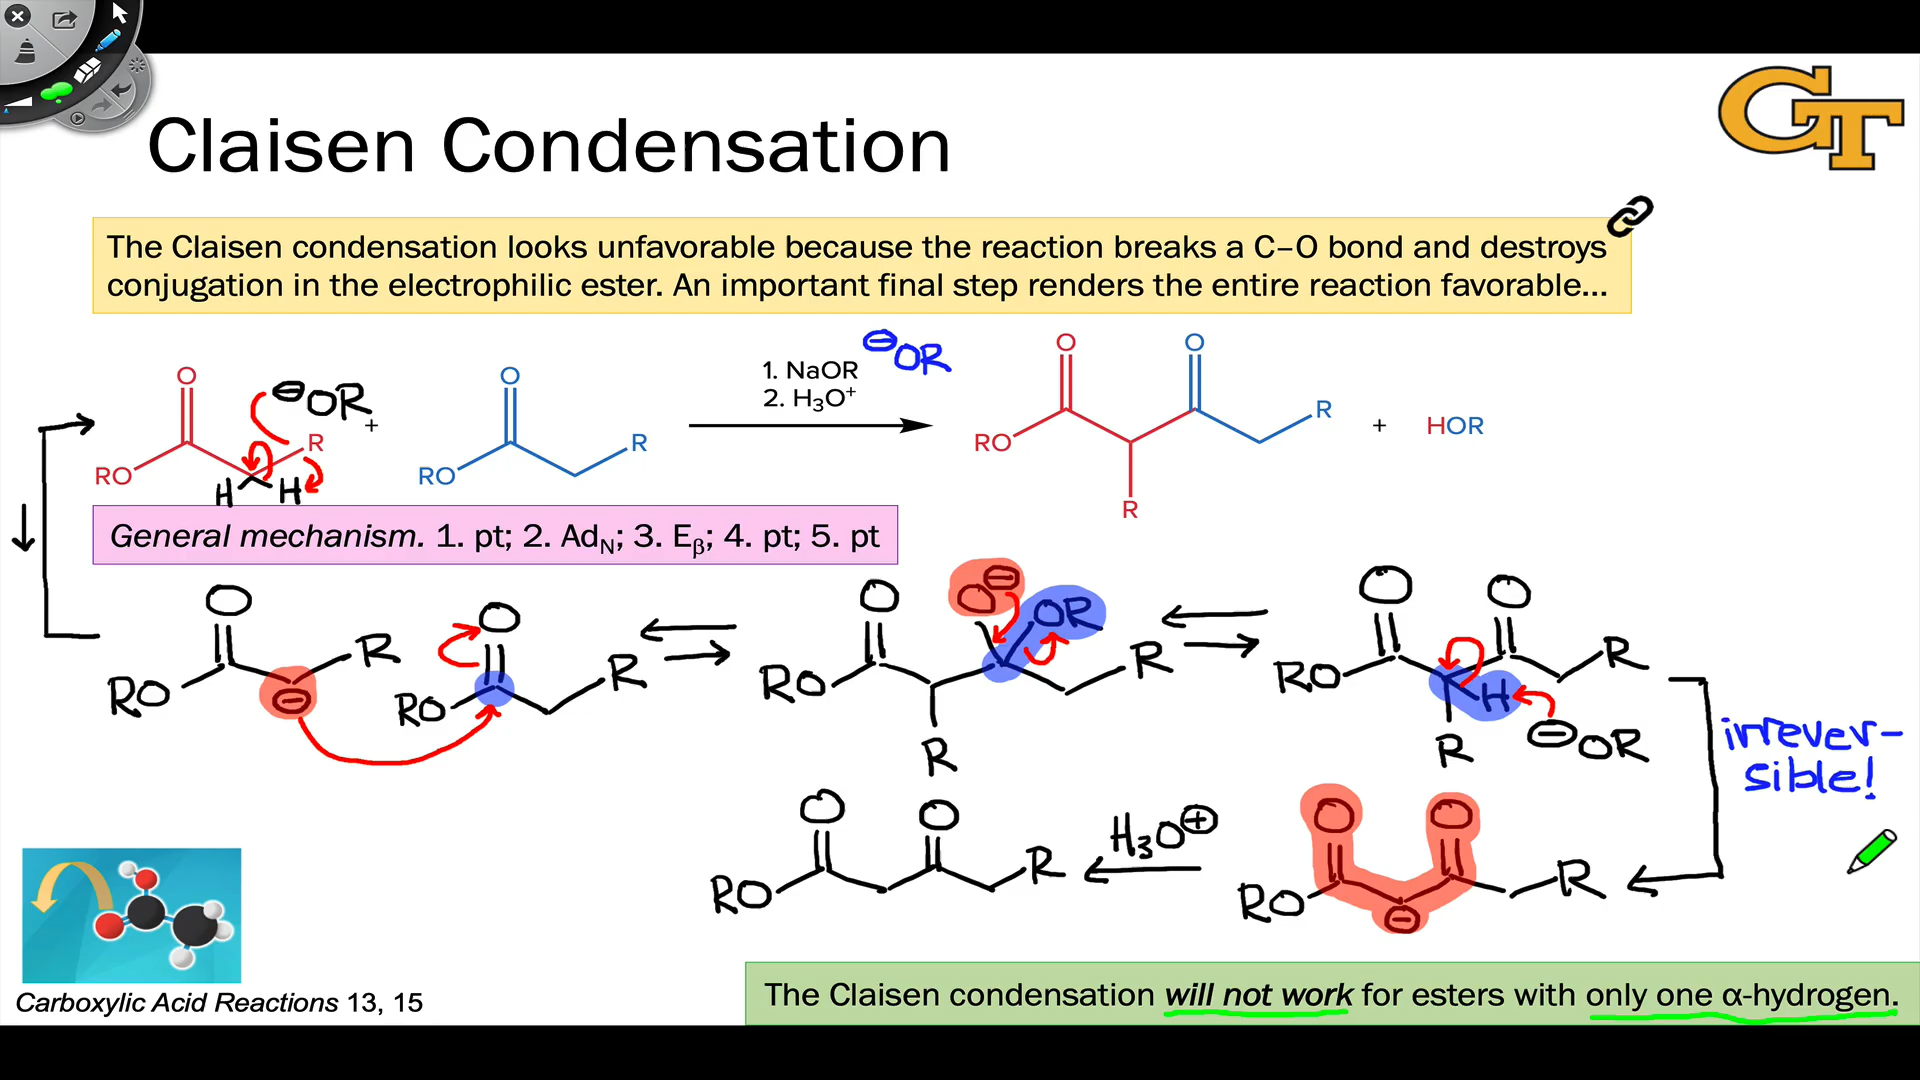 GT
Claisen Condensation
The Claisen condensation looks unfavorable because the reaction breaks a C–O bond and destroys
conjugation in the electrophilic ester. An important final step renders the entire reaction favorable...
O
RO
R
H
H
⊖OR
+
O
RO
R
1. NaOR
2. H₃O⁺
⊖OR
O
O
RO
R
R
+
HOR
General mechanism. 1. pt; 2. Ad_N; 3. E_β; 4. pt; 5. pt
O
RO
⊖
R
O
RO
R
O
O⊖
OR
RO
R
R
O
O
RO
H
R
R
⊖OR
irrever-
sible!
O
O
RO
R
H₃O⊕
O
O
RO
⊖
R
Carboxylic Acid Reactions 13, 15
The Claisen condensation will not work for esters with only one α-hydrogen.